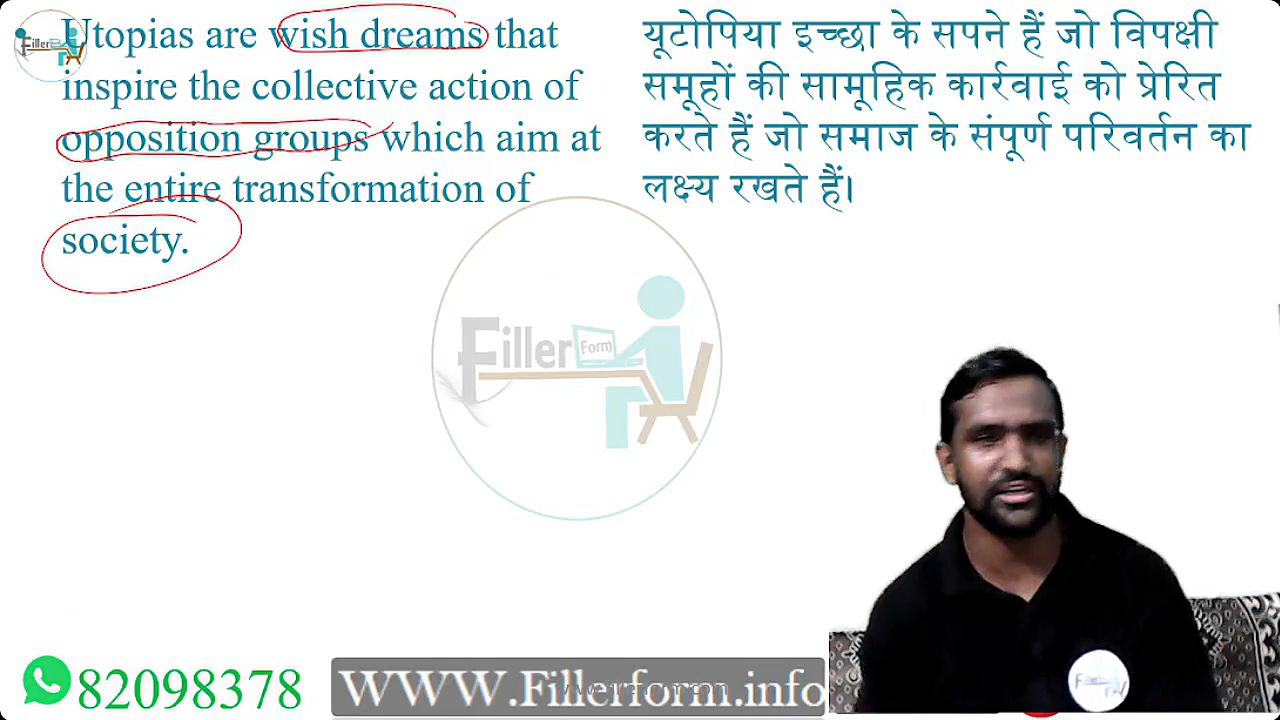 Utopias are wish dreams that
inspire the collective action of
opposition groups which aim at
the entire transformation of
society.
यूटोपिया इच्छा के सपने हैं जो विपक्षी
समूहों की सामूहिक कार्रवाई को प्रेरित
करते हैं जो समाज के संपूर्ण परिवर्तन का
लक्ष्य रखते हैं।
Filler
Form
82098378
WWW.Fillerform.info